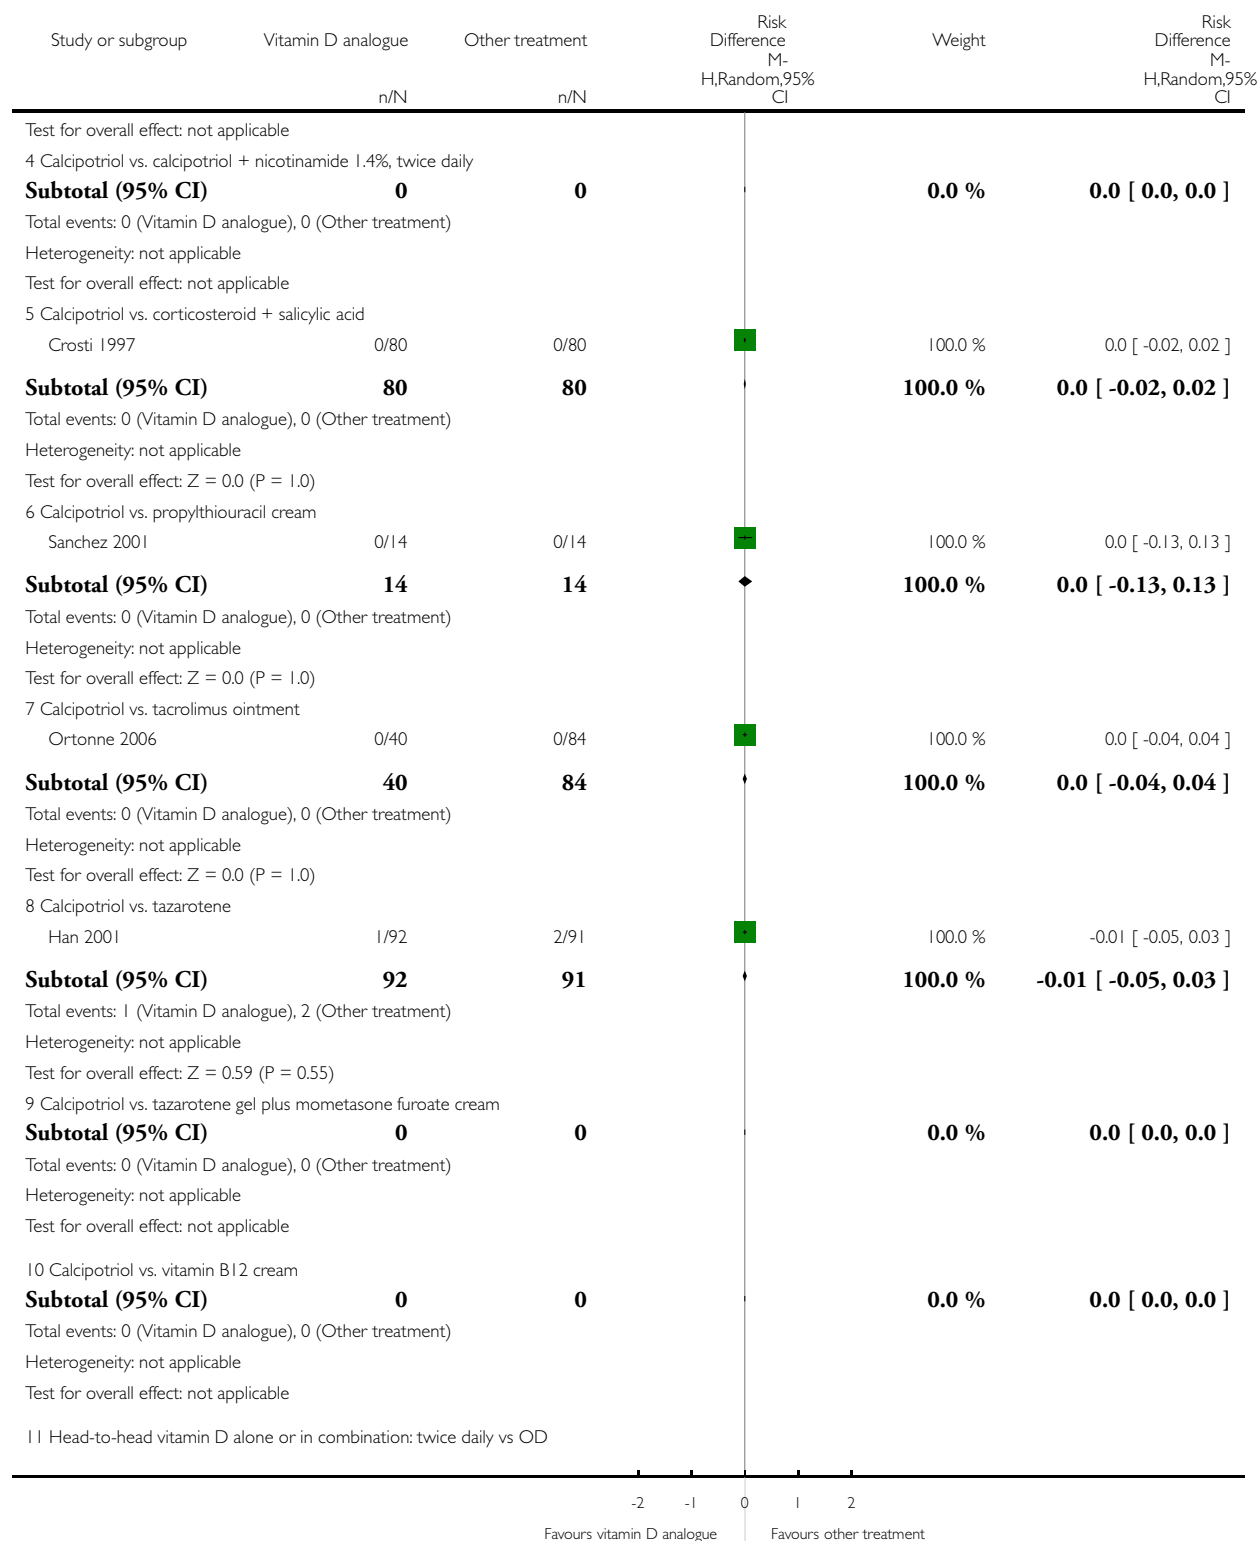 Study or subgroup Vitamin D analogue Other treatment Risk Difference Weight Risk Difference
n/N n/N M-H,Random,95% CI M-H,Random,95% CI
Test for overall effect: not applicable
4 Calcipotriol vs. calcipotriol + nicotinamide 1.4%, twice daily
Subtotal (95% CI) 0 0 0.0 % 0.0 [ 0.0, 0.0 ]
Total events: 0 (Vitamin D analogue), 0 (Other treatment)
Heterogeneity: not applicable
Test for overall effect: not applicable
5 Calcipotriol vs. corticosteroid + salicylic acid
Crosti 1997 0/80 0/80 100.0 % 0.0 [ -0.02, 0.02 ]
Subtotal (95% CI) 80 80 100.0 % 0.0 [ -0.02, 0.02 ]
Total events: 0 (Vitamin D analogue), 0 (Other treatment)
Heterogeneity: not applicable
Test for overall effect: Z = 0.0 (P = 1.0)
6 Calcipotriol vs. propylthiouracil cream
Sanchez 2001 0/14 0/14 100.0 % 0.0 [ -0.13, 0.13 ]
Subtotal (95% CI) 14 14 100.0 % 0.0 [ -0.13, 0.13 ]
Total events: 0 (Vitamin D analogue), 0 (Other treatment)
Heterogeneity: not applicable
Test for overall effect: Z = 0.0 (P = 1.0)
7 Calcipotriol vs. tacrolimus ointment
Ortonne 2006 0/40 0/84 100.0 % 0.0 [ -0.04, 0.04 ]
Subtotal (95% CI) 40 84 100.0 % 0.0 [ -0.04, 0.04 ]
Total events: 0 (Vitamin D analogue), 0 (Other treatment)
Heterogeneity: not applicable
Test for overall effect: Z = 0.0 (P = 1.0)
8 Calcipotriol vs. tazarotene
Han 2001 1/92 2/91 100.0 % -0.01 [ -0.05, 0.03 ]
Subtotal (95% CI) 92 91 100.0 % -0.01 [ -0.05, 0.03 ]
Total events: 1 (Vitamin D analogue), 2 (Other treatment)
Heterogeneity: not applicable
Test for overall effect: Z = 0.59 (P = 0.55)
9 Calcipotriol vs. tazarotene gel plus mometasone furoate cream
Subtotal (95% CI) 0 0 0.0 % 0.0 [ 0.0, 0.0 ]
Total events: 0 (Vitamin D analogue), 0 (Other treatment)
Heterogeneity: not applicable
Test for overall effect: not applicable
10 Calcipotriol vs. vitamin B12 cream
Subtotal (95% CI) 0 0 0.0 % 0.0 [ 0.0, 0.0 ]
Total events: 0 (Vitamin D analogue), 0 (Other treatment)
Heterogeneity: not applicable
Test for overall effect: not applicable
11 Head-to-head vitamin D alone or in combination: twice daily vs OD
-2 -1 0 1 2
Favours vitamin D analogue Favours other treatment